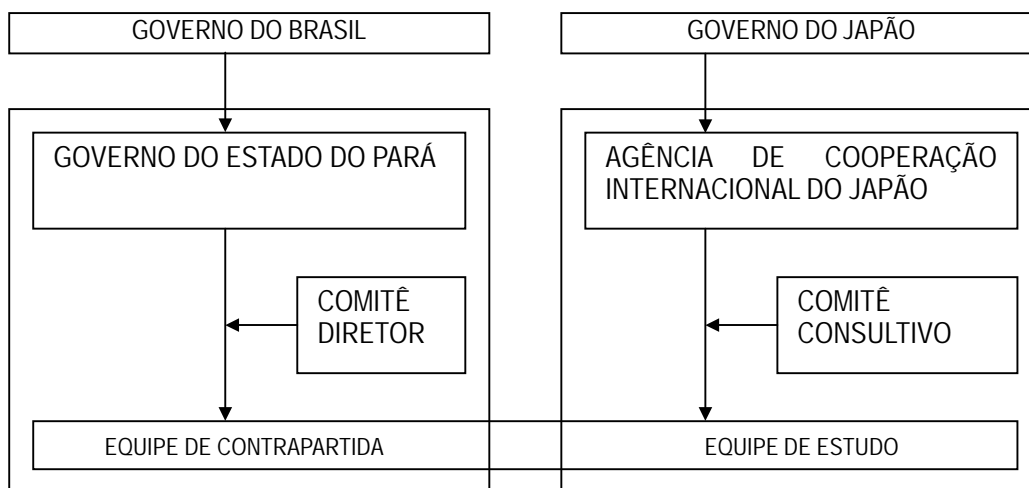 GOVERNO DO BRASIL
GOVERNO DO JAPÃO
GOVERNO DO ESTADO DO PARÁ
AGÊNCIA DE COOPERAÇÃO
INTERNACIONAL DO JAPÃO
COMITÊ
DIRETOR
COMITÊ
CONSULTIVO
EQUIPE DE CONTRAPARTIDA
EQUIPE DE ESTUDO